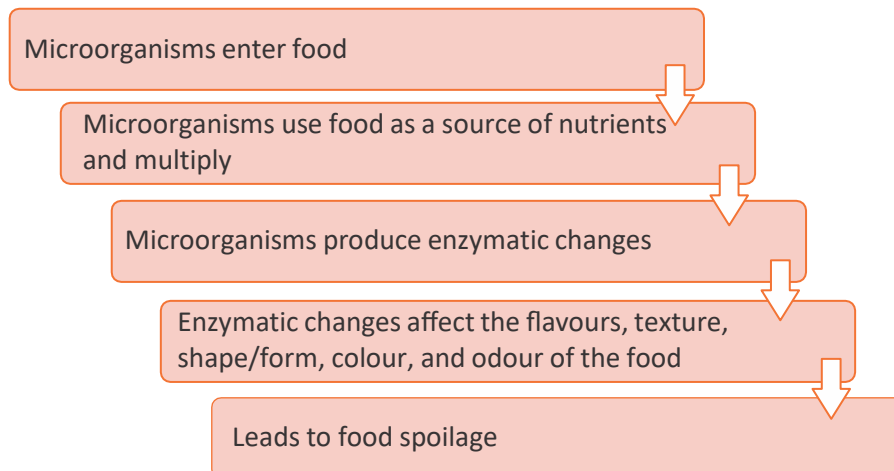 Microorganisms enter food
Microorganisms use food as a source of nutrients
and multiply
Microorganisms produce enzymatic changes
Enzymatic changes affect the flavours, texture,
shape/form, colour, and odour of the food
Leads to food spoilage